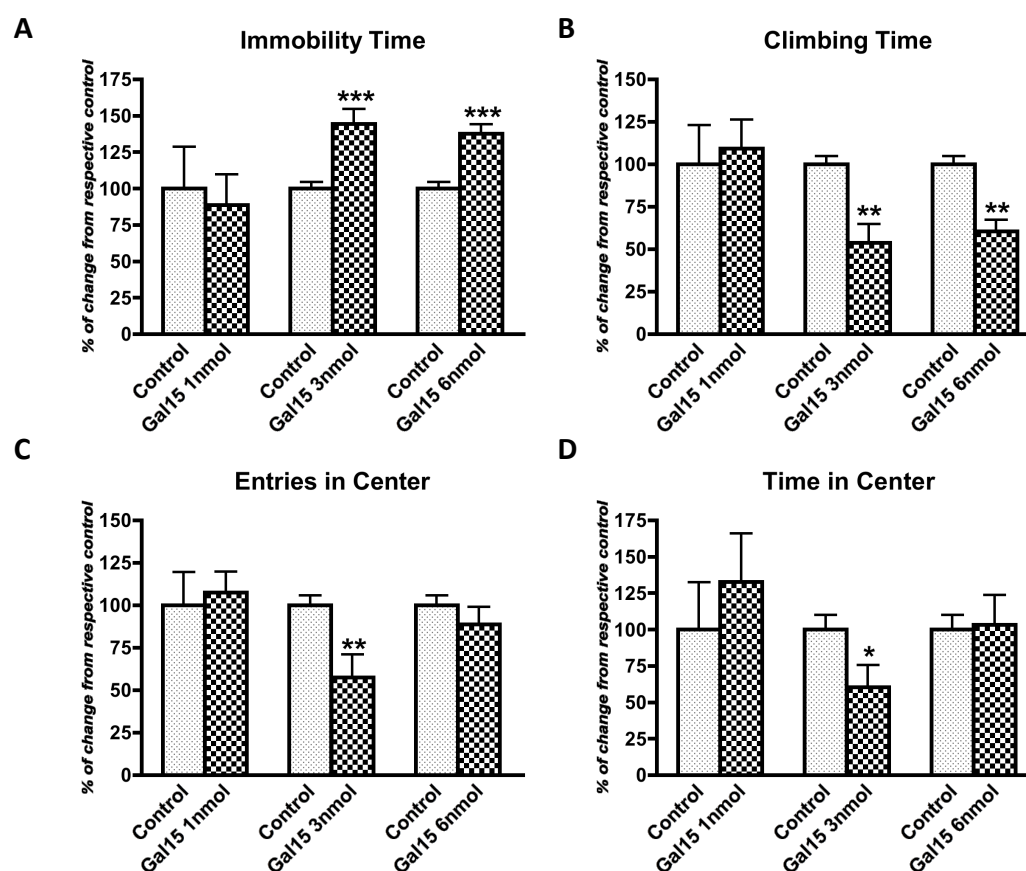 A
Immobility Time
% of change from respective control
175
150
125
100
75
50
25
0
***
***
Control
Gal15 1nmol
Control
Gal15 3nmol
Control
Gal15 6nmol
B
Climbing Time
% of change from respective control
150
125
100
75
50
25
0
**
**
Control
Gal15 1nmol
Control
Gal15 3nmol
Control
Gal15 6nmol
C
Entries in Center
% of change from respective control
150
125
100
75
50
25
0
**
Control
Gal15 1nmol
Control
Gal15 3nmol
Control
Gal15 6nmol
D
Time in Center
% of change from respective control
175
150
125
100
75
50
25
0
*
Control
Gal15 1nmol
Control
Gal15 3nmol
Control
Gal15 6nmol